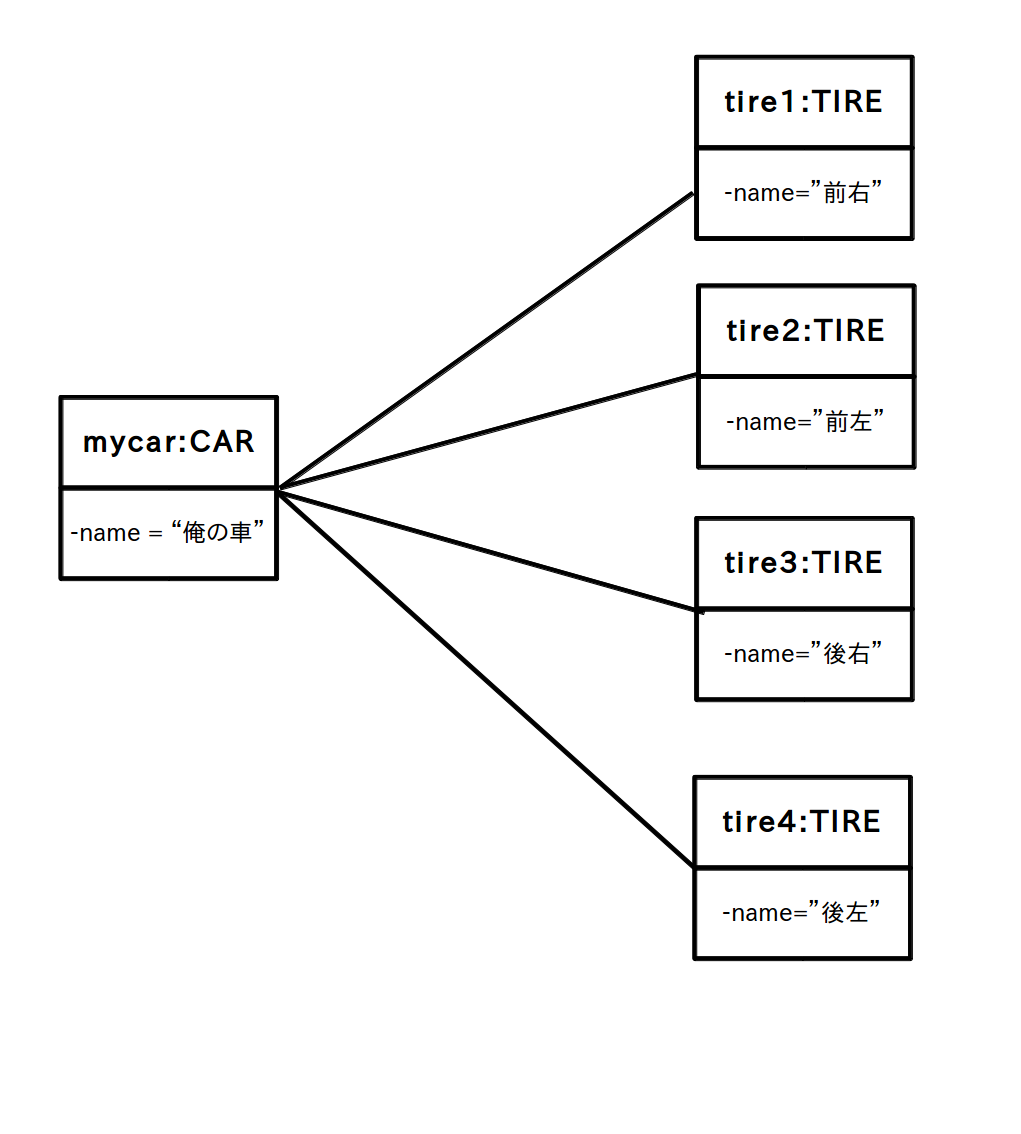 tire1:TIRE
-name=”前右”
tire2:TIRE
-name=”前左”
mycar:CAR
-name = “俺の車”
tire3:TIRE
-name=”後右”
tire4:TIRE
-name=”後左”